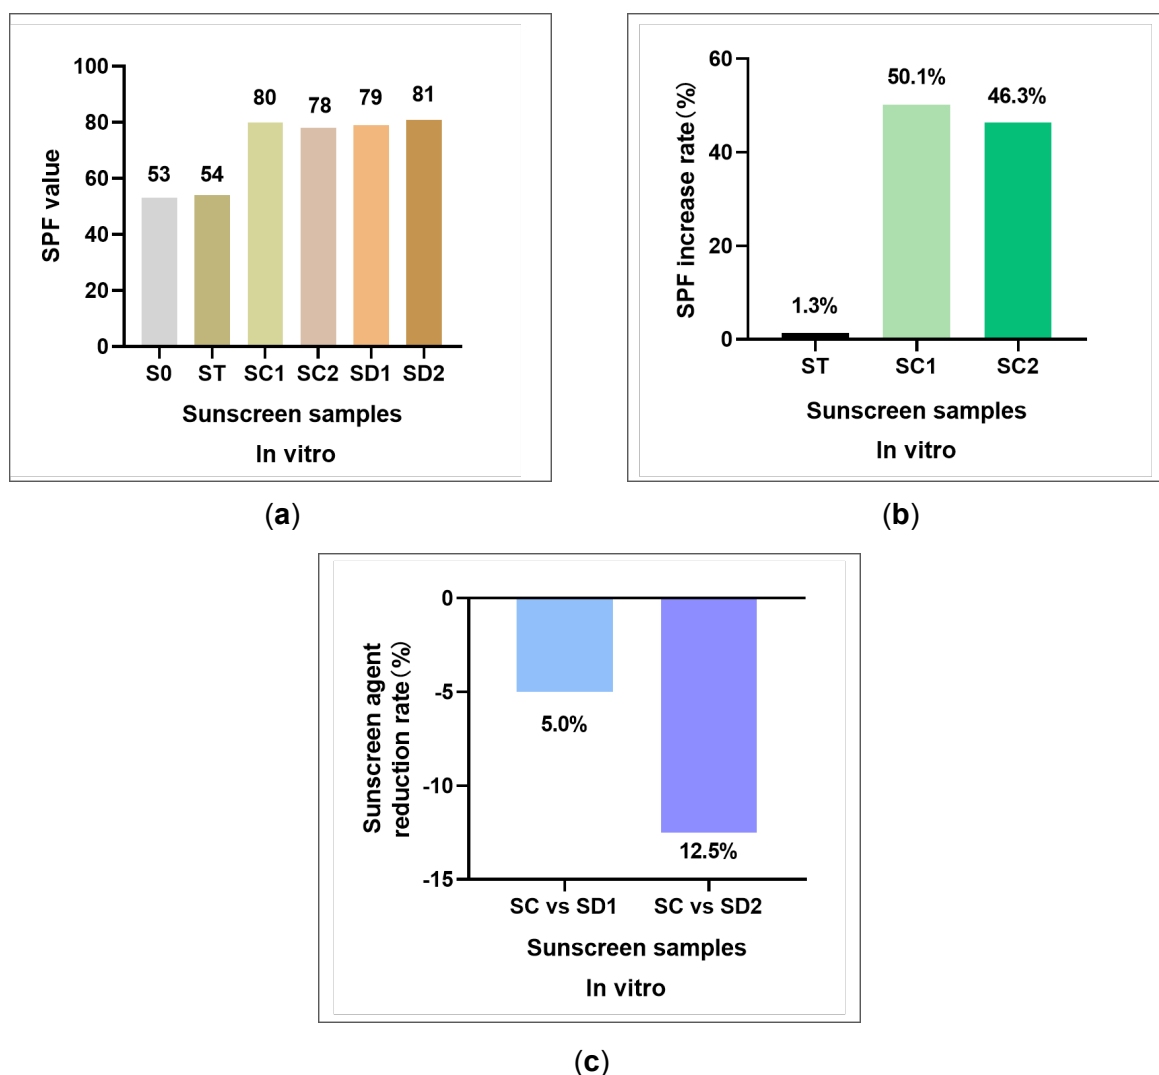 100
80
60
40
20
0
SPF value
53
54
80
78
79
81
S0 ST SC1 SC2 SD1 SD2
Sunscreen samples
In vitro
(a)
60
40
20
0
SPF increase rate(%)
1.3%
50.1%
46.3%
ST SC1 SC2
Sunscreen samples
In vitro
(b)
0
-5
-10
-15
Sunscreen agent
reduction rate(%)
5.0%
12.5%
SC vs SD1 SC vs SD2
Sunscreen samples
In vitro
(c)